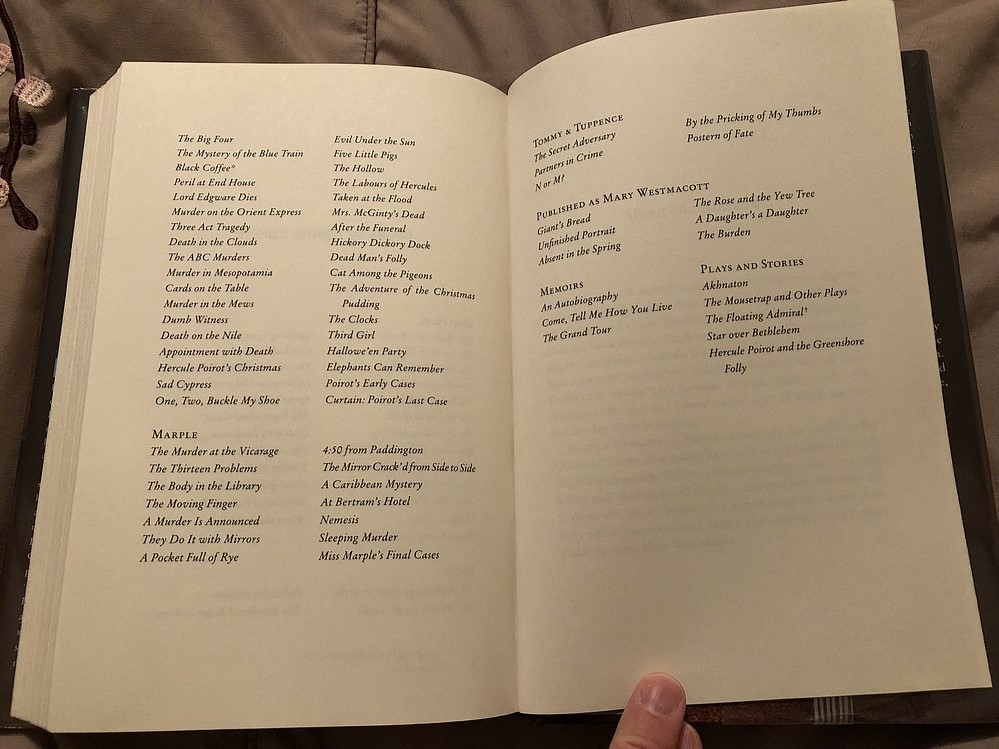 The Big Four
The Mystery of the Blue Train
Black Coffee*
Peril at End House
Lord Edgware Dies
Murder on the Orient Express
Three Act Tragedy
Death in the Clouds
The ABC Murders
Murder in Mesopotamia
Cards on the Table
Murder in the Mews
Dumb Witness
Death on the Nile
Appointment with Death
Hercule Poirot's Christmas
Sad Cypress
One, Two, Buckle My Shoe
Evil Under the Sun
Five Little Pigs
The Hollow
The Labours of Hercules
Taken at the Flood
Mrs. McGinty's Dead
After the Funeral
Hickory Dickory Dock
Dead Man's Folly
Cat Among the Pigeons
The Adventure of the Christmas
Pudding
The Clocks
Third Girl
Hallowe'en Party
Elephants Can Remember
Poirot's Early Cases
Curtain: Poirot's Last Case
Marple
The Murder at the Vicarage
The Thirteen Problems
The Body in the Library
The Moving Finger
A Murder Is Announced
They Do It with Mirrors
A Pocket Full of Rye
4:50 from Paddington
The Mirror Crack'd from Side to Side
A Caribbean Mystery
At Bertram's Hotel
Nemesis
Sleeping Murder
Miss Marple's Final Cases
Tommy & Tuppence
The Secret Adversary
Partners in Crime
N or M?
By the Pricking of My Thumbs
Postern of Fate
Published as Mary Westmacott
Giant's Bread
Unfinished Portrait
Absent in the Spring
The Rose and the Yew Tree
A Daughter's a Daughter
The Burden
Memoirs
An Autobiography
Come, Tell Me How You Live
The Grand Tour
Plays and Stories
Akhnaton
The Mousetrap and Other Plays
The Floating Admiral†
Star over Bethlehem
Hercule Poirot and the Greenshore
Folly